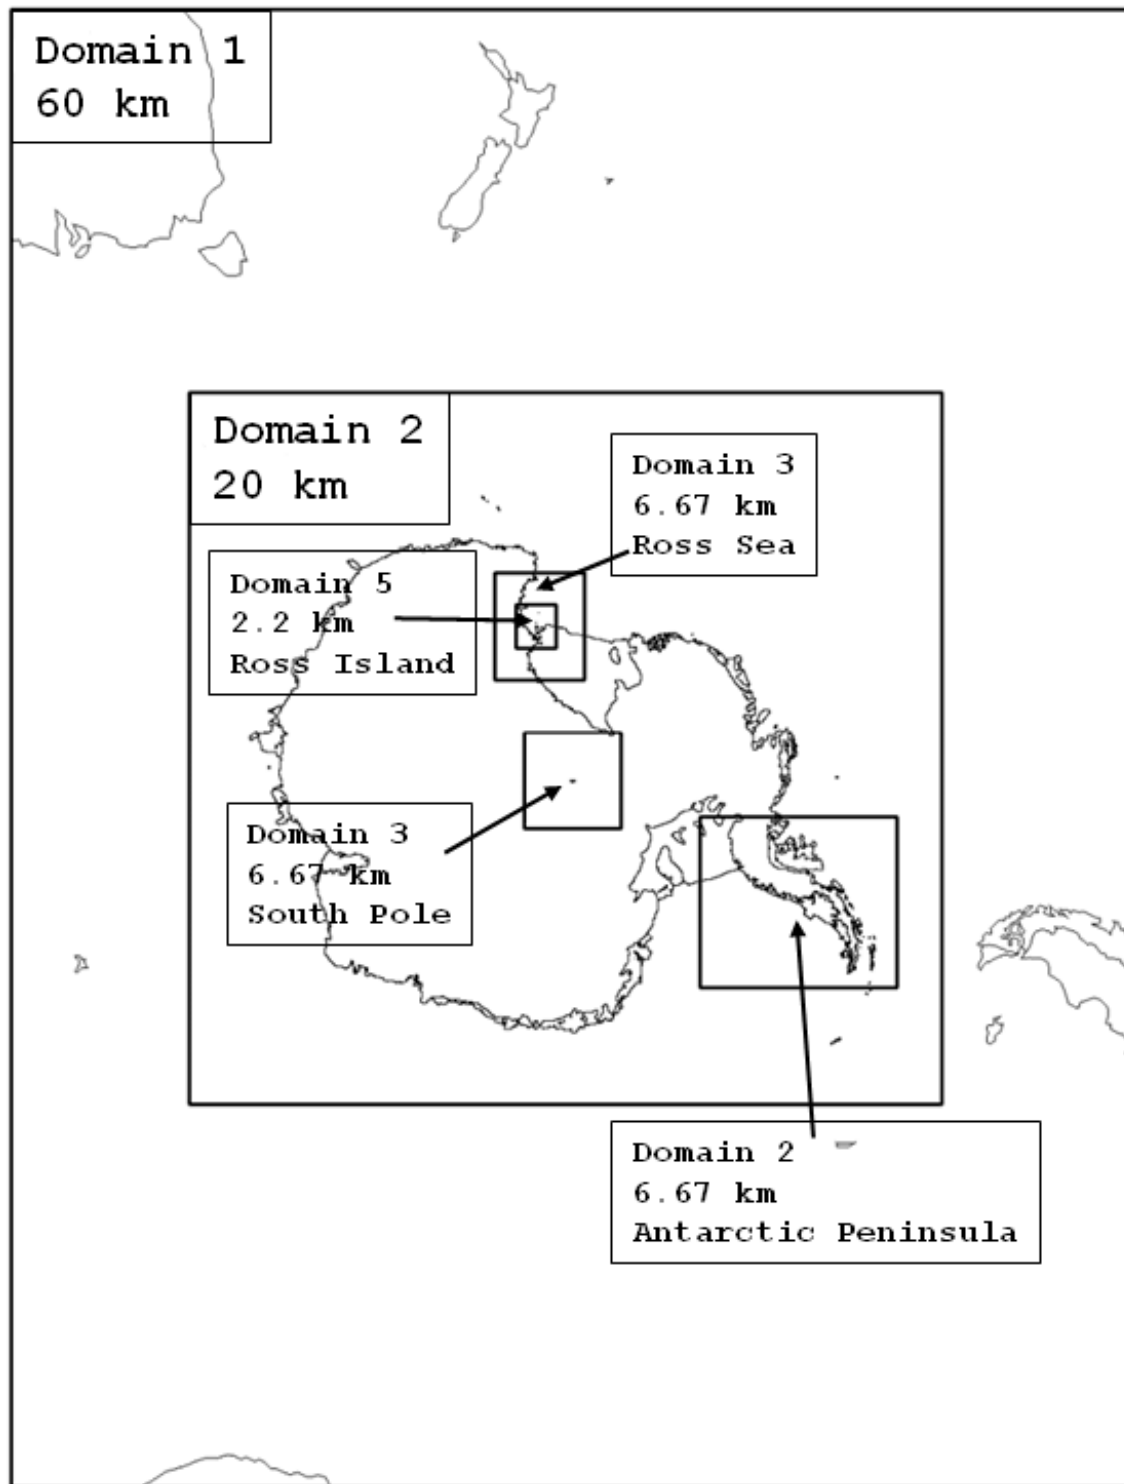 Domain 1
60 km
Domain 2
20 km
Domain 3
6.67 km
Ross Sea
Domain 5
2.2 km
Ross Island
Domain 3
6.67 km
South Pole
Domain 2
6.67 km
Antarctic Peninsula